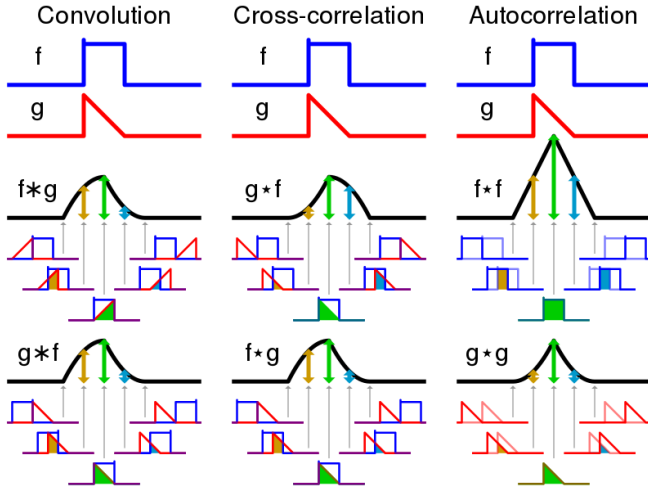 Convolution Cross-correlation Autocorrelation
f f f
g g g
f∗g g⋆f f⋆f
g∗f f⋆g g⋆g